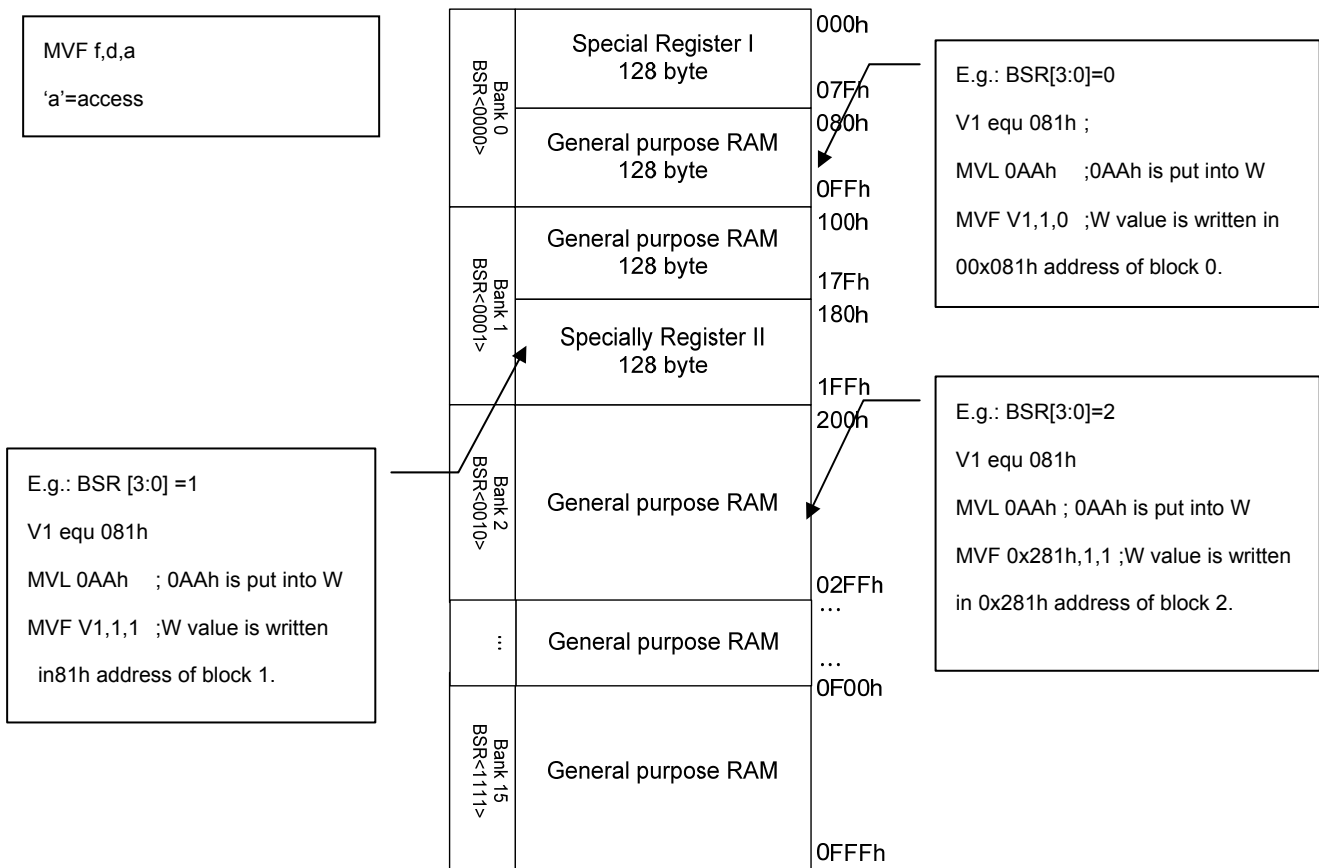 MVF f,d,a
‘a’=access
Bank 0
BSR<0000>
Special Register I
128 byte
000h
07Fh
General purpose RAM
128 byte
080h
0FFh
Bank 1
BSR<0001>
General purpose RAM
128 byte
100h
17Fh
Specially Register II
128 byte
180h
1FFh
Bank 2
BSR<0010>
General purpose RAM
200h
02FFh
...
General purpose RAM
...
...
Bank 15
BSR<1111>
General purpose RAM
0F00h
0FFFh
E.g.: BSR[3:0]=0
V1 equ 081h ;
MVL 0AAh ;0AAh is put into W
MVF V1,1,0 ;W value is written in
00x081h address of block 0.
E.g.: BSR [3:0] =1
V1 equ 081h
MVL 0AAh ; 0AAh is put into W
MVF V1,1,1 ;W value is written
in81h address of block 1.
E.g.: BSR[3:0]=2
V1 equ 081h
MVL 0AAh ; 0AAh is put into W
MVF 0x281h,1,1 ;W value is written
in 0x281h address of block 2.